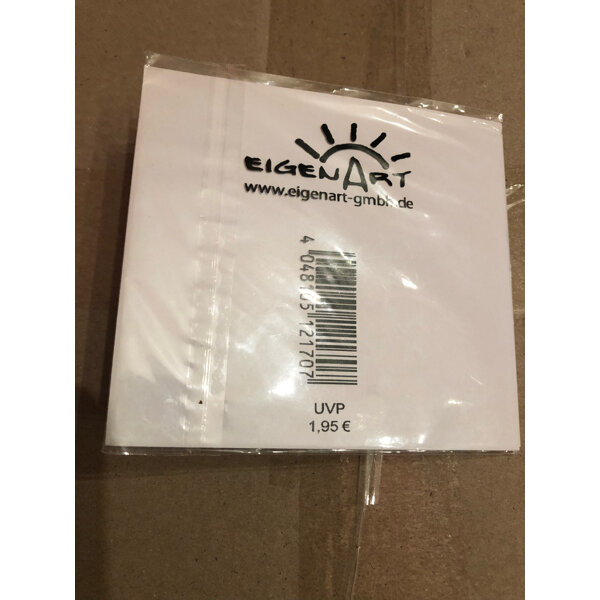 EIGENART
www.eigenart-gmbh.de
4 048105 121707
UVP
1,95 €